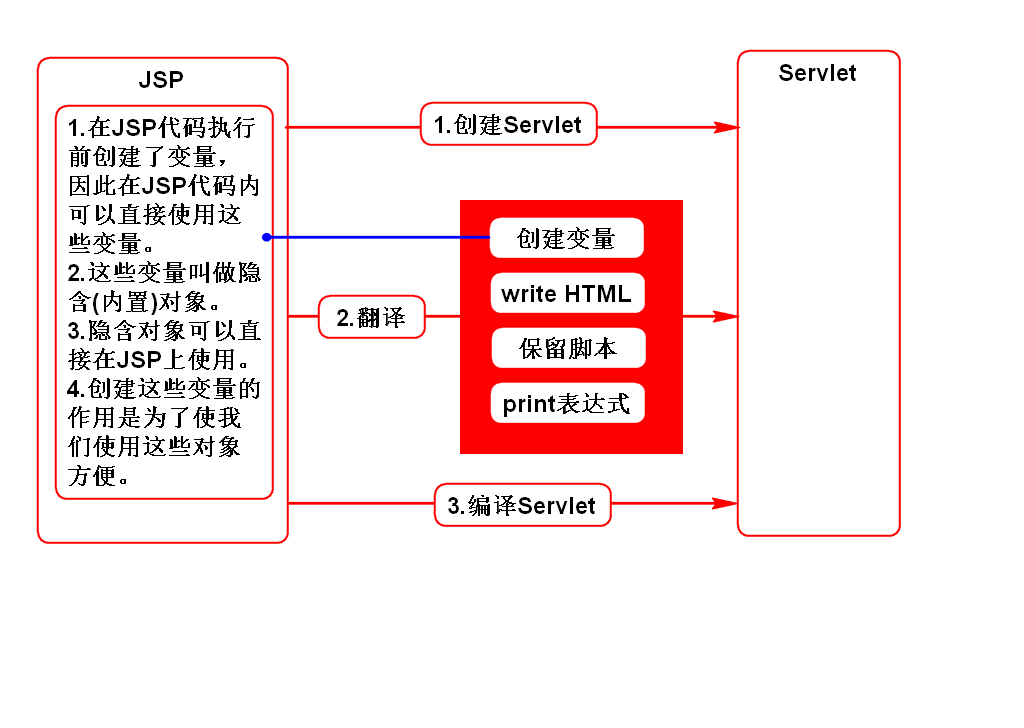 JSP
1.在JSP代码执行
前创建了变量，
因此在JSP代码内
可以直接使用这
些变量。
2.这些变量叫做隐
含(内置)对象。
3.隐含对象可以直
接在JSP上使用。
4.创建这些变量的
作用是为了使我
们使用这些对象
方便。
1.创建Servlet
2.翻译
创建变量
write HTML
保留脚本
print表达式
3.编译Servlet
Servlet